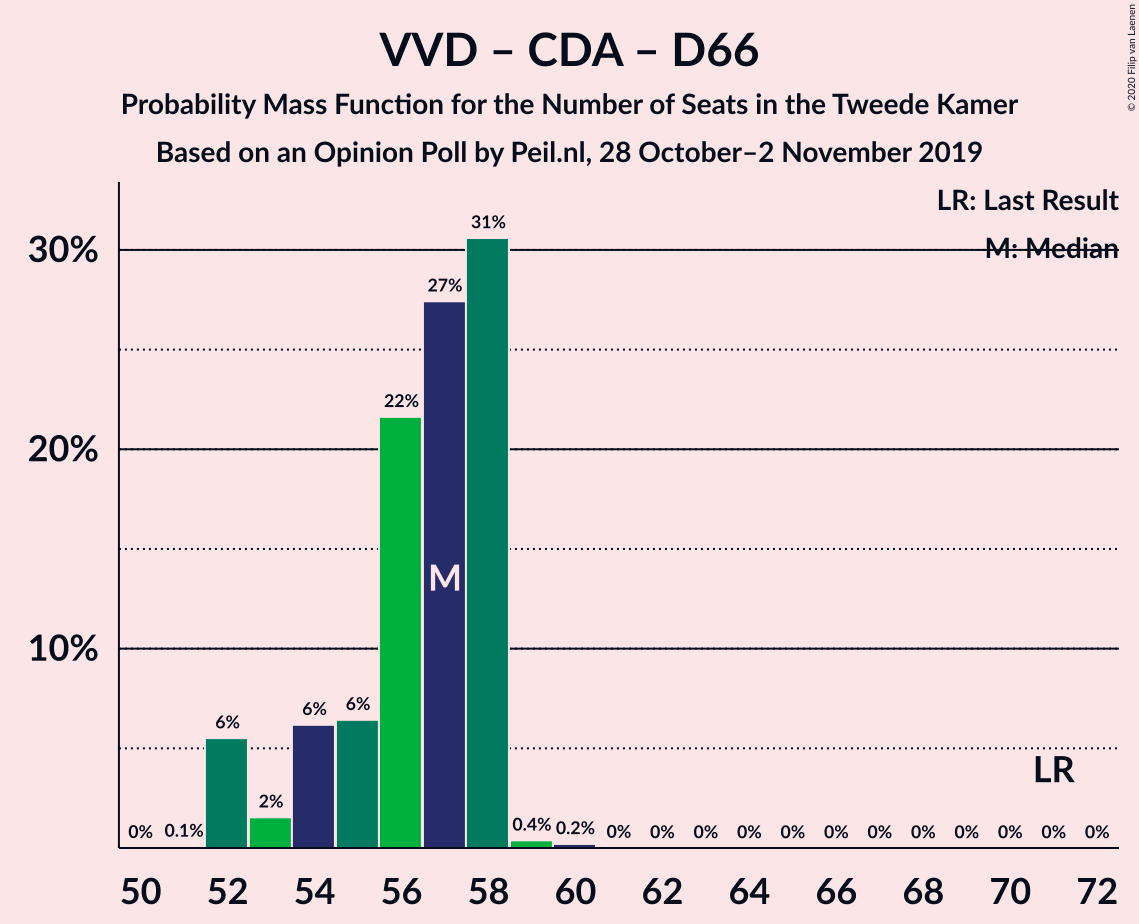 VVD – CDA – D66
Probability Mass Function for the Number of Seats in the Tweede Kamer
Based on an Opinion Poll by Peil.nl, 28 October–2 November 2019
© 2020 Filip van Laenen
LR: Last Result
M: Median
30%
20%
10%
0% 0.1% 6% 2% 6% 6% 22% 27% 31% 0.4% 0.2% 0% 0% 0% 0% 0% 0% 0% 0% 0% 0% 0% 0%
M
LR
50 52 54 56 58 60 62 64 66 68 70 72